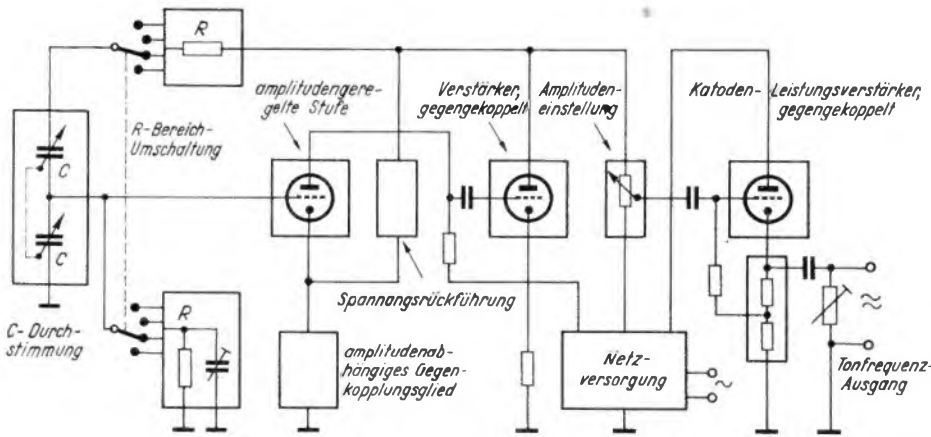 R
amplitudengere-
gelte Stufe
Verstärker,
gegengekoppelt
Amplituden-
einstellung
Katoden-
Leistungsverstärker,
gegengekoppelt
R-Bereich-
Umschaltung
C
C
Spannangsrückführung
C-Durch-
stimmung
R
amplitudenab-
hängiges Gegen-
kopplungsglied
Netz-
versorgung
~
≈
Tonfrequenz-
Ausgang